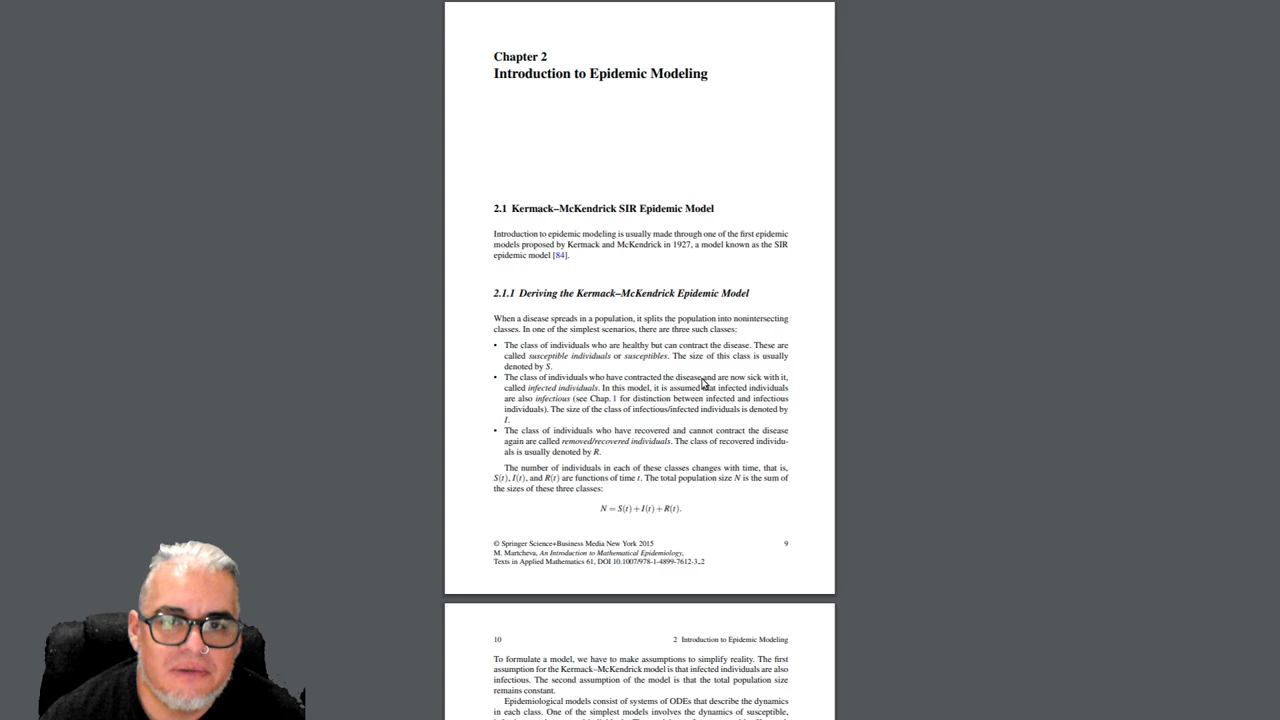 Chapter 2
Introduction to Epidemic Modeling
2.1 Kermack–McKendrick SIR Epidemic Model
Introduction to epidemic modeling is usually made through one of the first epidemic
models proposed by Kermack and McKendrick in 1927, a model known as the SIR
epidemic model [84].
2.1.1 Deriving the Kermack–McKendrick Epidemic Model
When a disease spreads in a population, it splits the population into nonintersecting
classes. In one of the simplest scenarios, there are three such classes:
• The class of individuals who are healthy but can contract the disease. These are
called susceptible individuals or susceptibles. The size of this class is usually
denoted by S.
• The class of individuals who have contracted the disease and are now sick with it,
called infected individuals. In this model, it is assumed that infected individuals
are also infectious (see Chap. 1 for distinction between infected and infectious
individuals). The size of the class of infectious/infected individuals is denoted by
I.
• The class of individuals who have recovered and cannot contract the disease
again are called removed/recovered individuals. The class of recovered individu-
als is usually denoted by R.
The number of individuals in each of these classes changes with time, that is,
S(t), I(t), and R(t) are functions of time t. The total population size N is the sum of
the sizes of these three classes:
N = S(t) + I(t) + R(t).
© Springer Science+Business Media New York 2015 9
M. Martcheva, An Introduction to Mathematical Epidemiology,
Texts in Applied Mathematics 61, DOI 10.1007/978-1-4899-7612-3_2
10 2 Introduction to Epidemic Modeling
To formulate a model, we have to make assumptions to simplify reality. The first
assumption for the Kermack–McKendrick model is that infected individuals are also
infectious. The second assumption of the model is that the total population size
remains constant.
Epidemiological models consist of systems of ODEs that describe the dynamics
in each class. One of the simplest models involves the dynamics of susceptible,